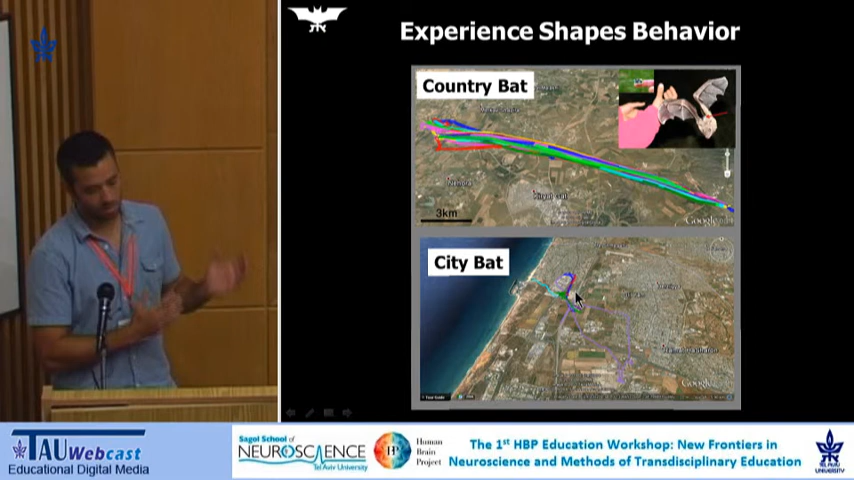 Experience Shapes Behavior
Country Bat
3km
Google
City Bat
Google
TAU Webcast
Educational Digital Media
Sagol School of
NEUROSCIENCE
Tel Aviv University
HBP
Human
Brain
Project
The 1st HBP Education Workshop: New Frontiers in
Neuroscience and Methods of Transdisciplinary Education